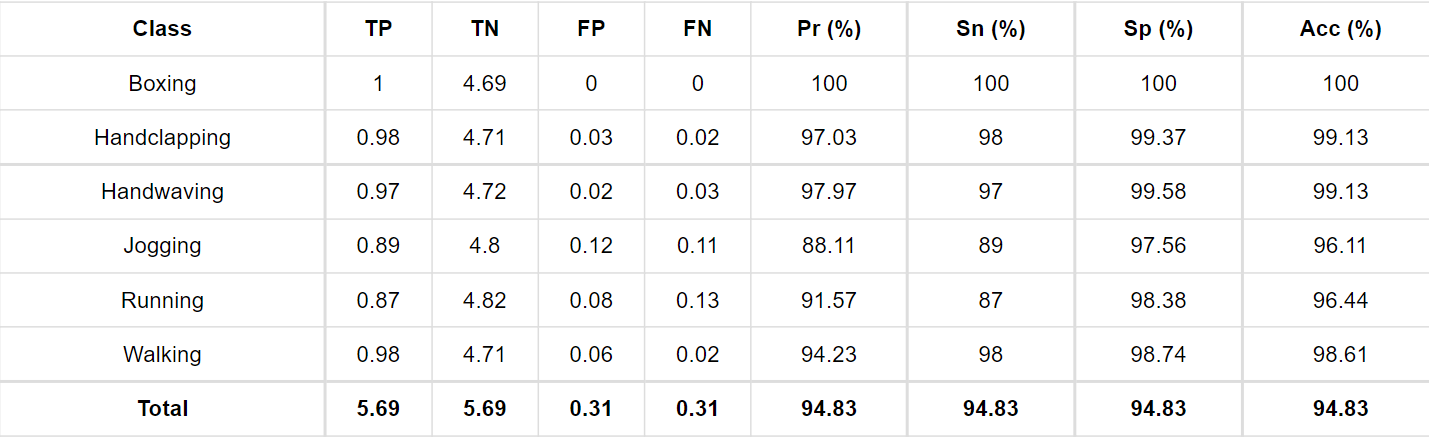 Class TP TN FP FN Pr (%) Sn (%) Sp (%) Acc (%)
Boxing 1 4.69 0 0 100 100 100 100
Handclapping 0.98 4.71 0.03 0.02 97.03 98 99.37 99.13
Handwaving 0.97 4.72 0.02 0.03 97.97 97 99.58 99.13
Jogging 0.89 4.8 0.12 0.11 88.11 89 97.56 96.11
Running 0.87 4.82 0.08 0.13 91.57 87 98.38 96.44
Walking 0.98 4.71 0.06 0.02 94.23 98 98.74 98.61
Total 5.69 5.69 0.31 0.31 94.83 94.83 94.83 94.83